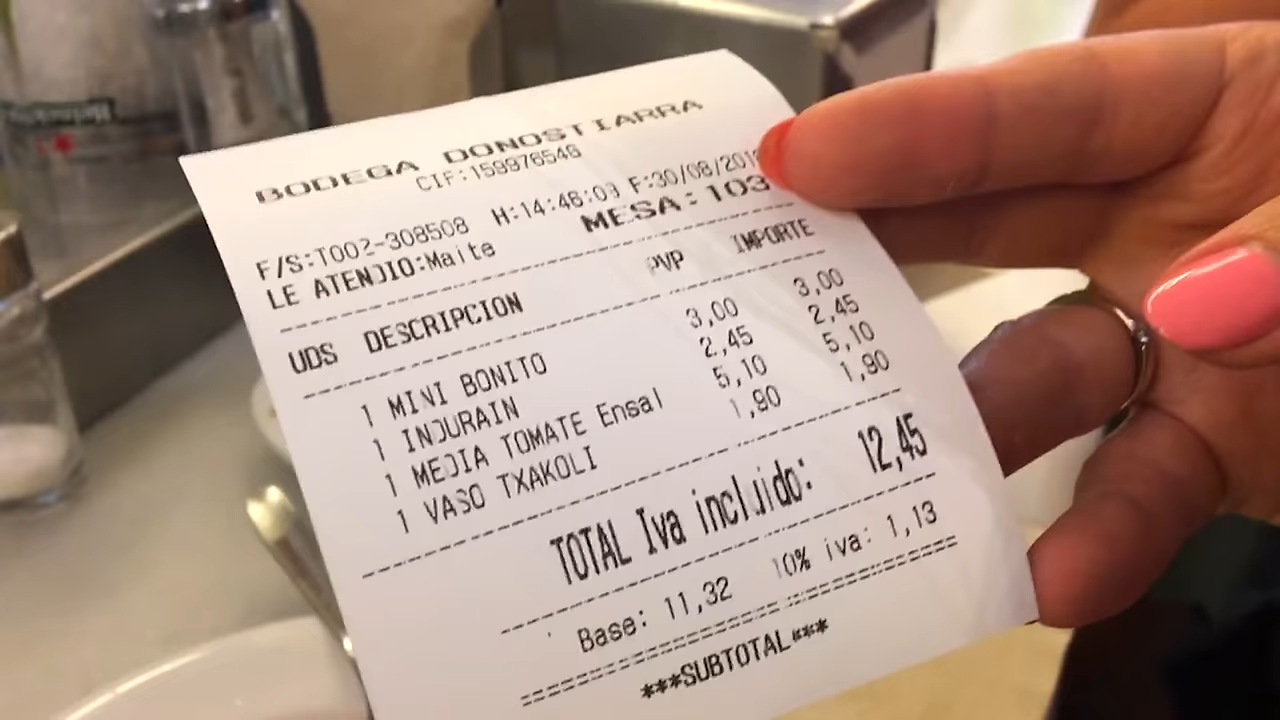 Heineken
BODEGA DONOSTIARRA
CIF:159976546
F/S:T002-308508 H:14:46:03 F:30/08/201
LE ATENDIO:Maite MESA:103
UDS DESCRIPCION PVP IMPORTE
1 MINI BONITO 3,00 3,00
1 INDURAIN 2,45 2,45
1 MEDIA TOMATE Ensal 5,10 5,10
1 VASO TXAKOLI 1,90 1,90
TOTAL Iva incluido: 12,45
Base: 11,32 10% iva: 1,13
***SUBTOTAL***